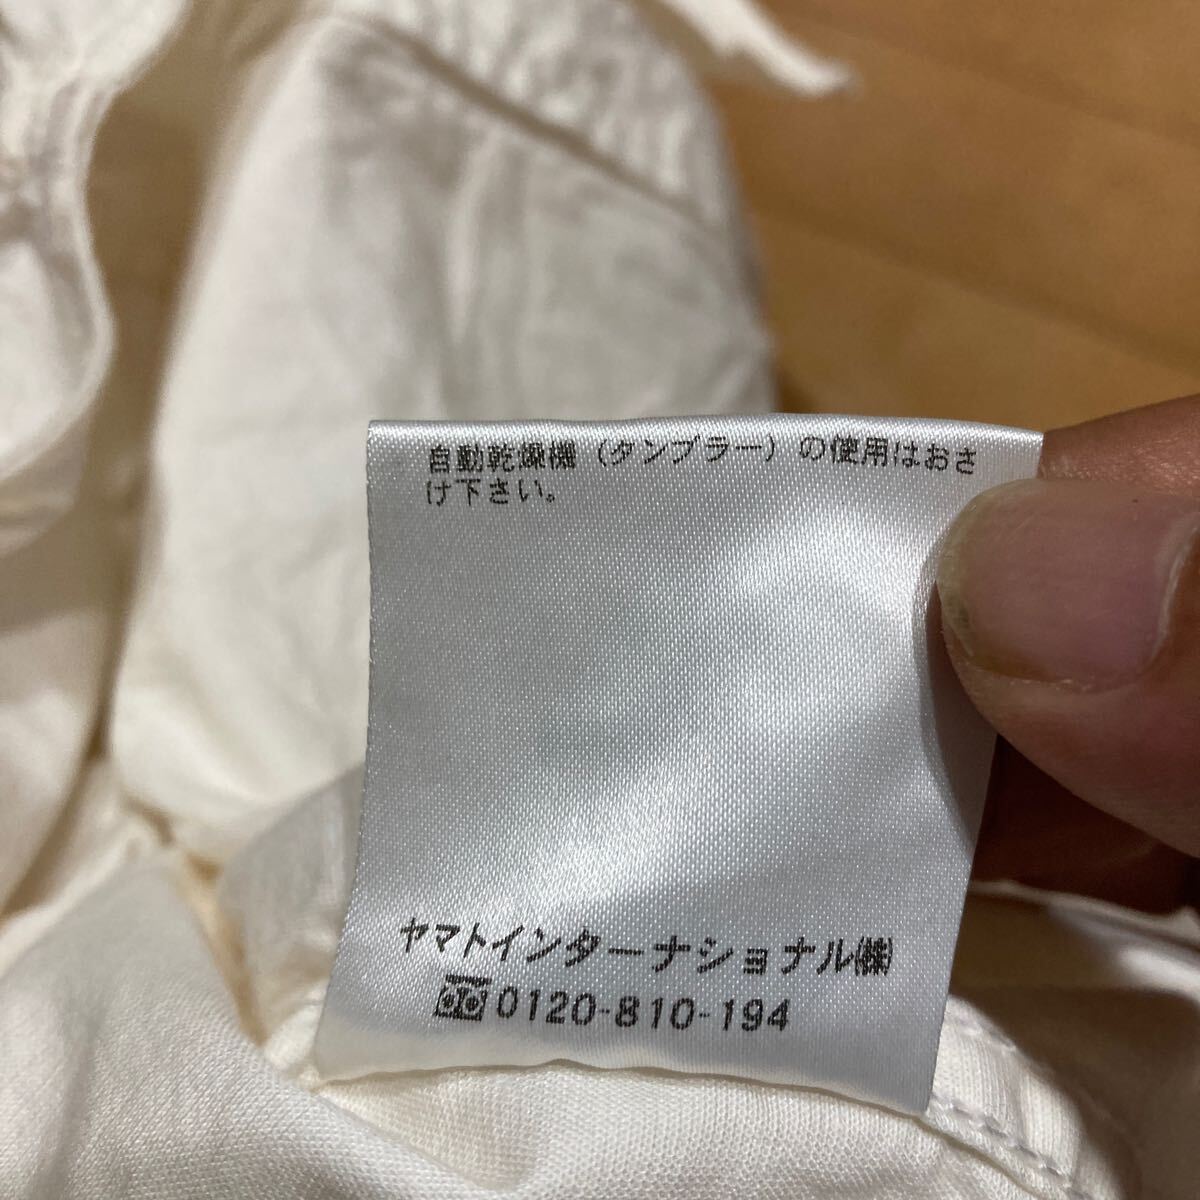 自動乾燥機（タンブラー）の使用はおさ
け下さい。
ヤマトインターナショナル㈱
0120-810-194